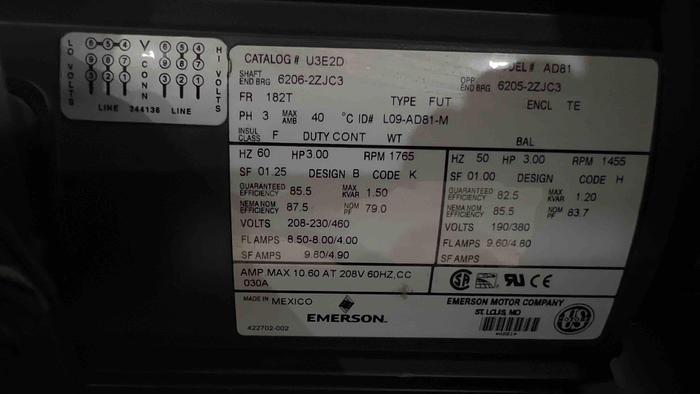 LO VOLTS
6 5 4 Y 6 5 4
9 8 7 CONN 9 8 7
3 2 1 3 2 1
HI VOLTS
LINE 344136 LINE
CATALOG # U3E2D
DEL# AD81
SHAFT END BRG 6206-2ZJC3
OPP END BRG 6205-2ZJC3
FR 182T TYPE FUT ENCL TE
PH 3 MAX AMB 40 °C ID# L09-AD81-M
INSUL CLASS F DUTY CONT WT BAL
HZ 60 HP 3.00 RPM 1765
SF 01.25 DESIGN B CODE K
GUARANTEED EFFICIENCY 85.5 MAX KVAR 1.50
NEMA NOM EFFICIENCY 87.5 NOM PF 79.0
VOLTS 208-230/460
FL AMPS 8.50-8.00/4.00
SF AMPS 9.80/4.90
HZ 50 HP 3.00 RPM 1455
SF 01.00 DESIGN CODE H
GUARANTEED EFFICIENCY 82.5 MAX KVAR 1.20
NEMA NOM EFFICIENCY 85.5 NOM PF 83.7
VOLTS 190/380
FL AMPS 9.60/4.80
SF AMPS
AMP MAX 10.60 AT 208V 60HZ,CC
030A
MADE IN MEXICO
EMERSON.
422702-002
EMERSON MOTOR COMPANY
ST. LOUIS, MO
US